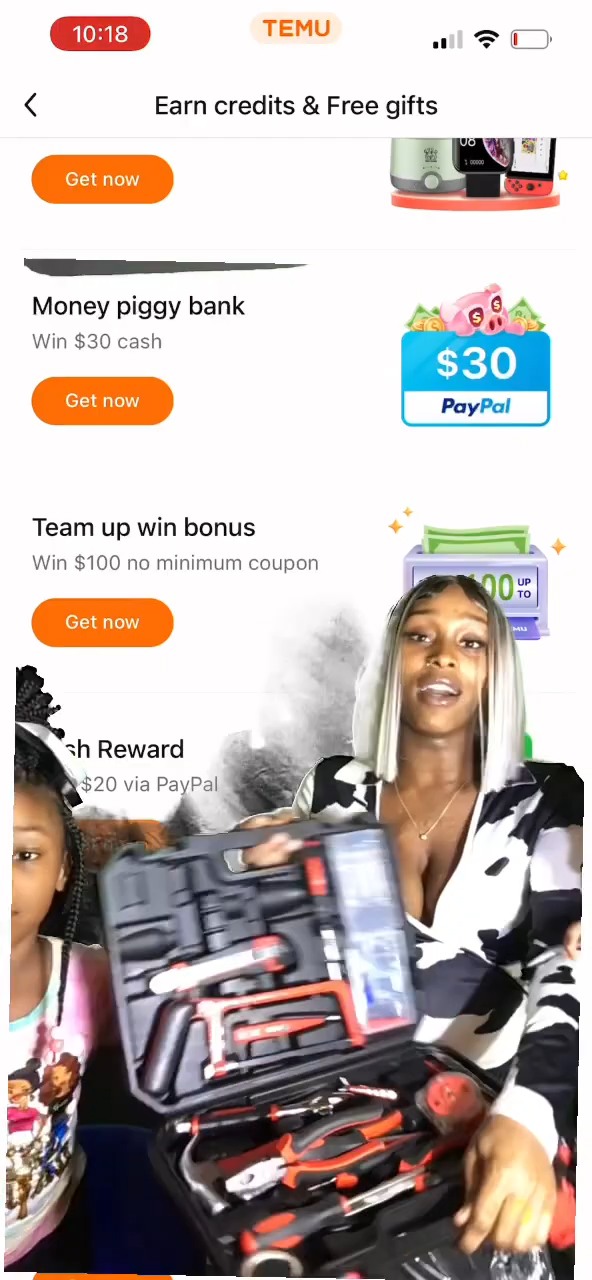 10:18
TEMU
Earn credits & Free gifts
08
Get now
Money piggy bank
Win $30 cash
$30
PayPal
Get now
Team up win bonus
Win $100 no minimum coupon
00 UP
TO
Get now
sh Reward
$20 via PayPal